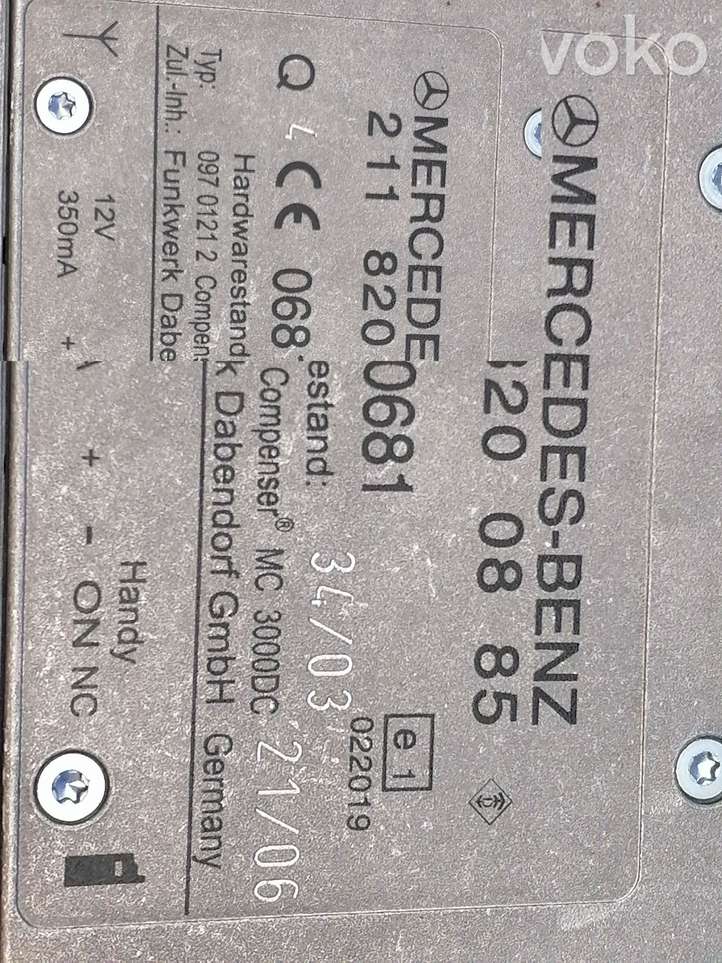 voko
MERCEDES-BENZ
20 08 85
MERCEDE
211 820 0681
e 1
022019
Q 4 CE 068
estand: 34/03
Hardwarestand
Compenser® MC 3000DC 21/06
Typ: 097 0121 2 Compen
Zul.-Inh.: Funkwerk Dabe
k Dabendorf GmbH Germany
Handy
12V
350mA
+ + - ON NC